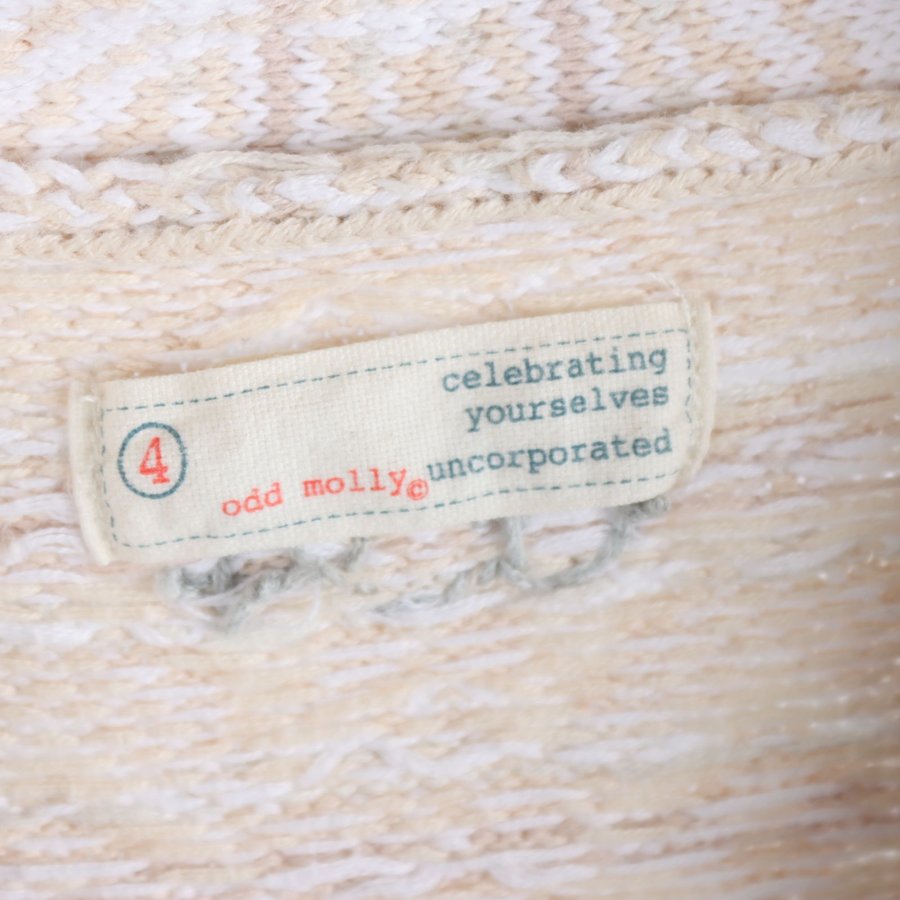 celebrating
yourselves
4
odd molly© uncorporated